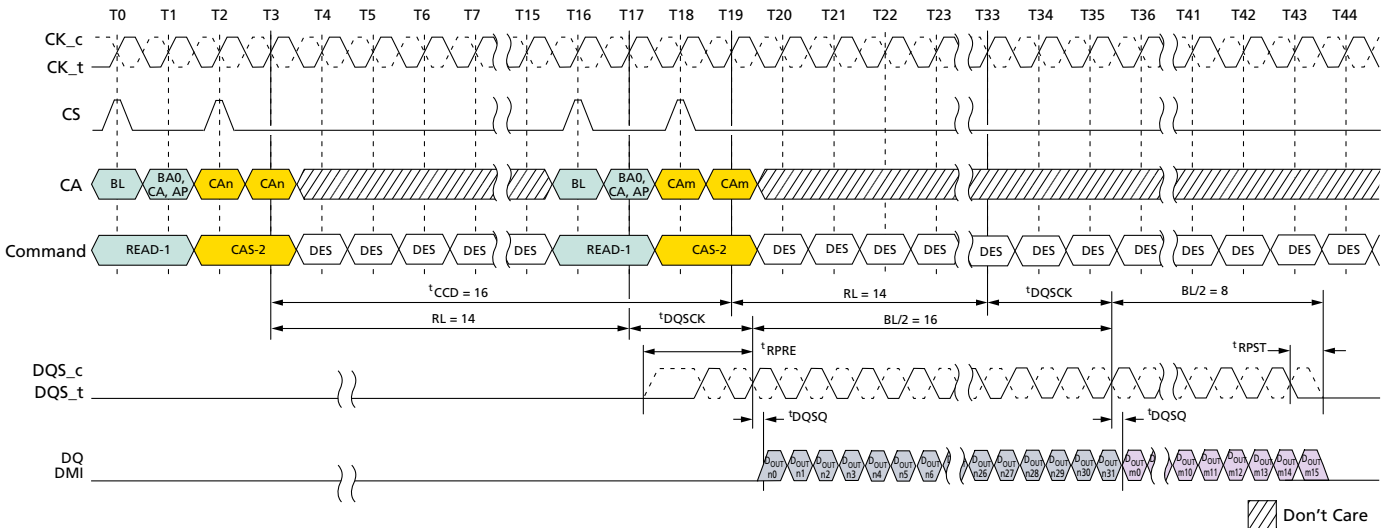 T0 T1 T2 T3 T4 T5 T6 T7 T15 T16 T17 T18 T19 T20 T21 T22 T23 T33 T34 T35 T36 T41 T42 T43 T44
CK_c
CK_t
CS
CA BL BA0, CA, AP CAn CAn BL BA0, CA, AP CAm CAm
Command READ-1 CAS-2 DES DES DES DES DES READ-1 CAS-2 DES DES DES DES DES DES DES DES DES DES DES DES
tCCD = 16 RL = 14 tDQSCK BL/2 = 8
RL = 14 tDQSCK BL/2 = 16
tRPRE tRPST
DQS_c
DQS_t
tDQSQ tDQSQ
DQ
DMI
DOUT n0 DOUT n1 DOUT n2 DOUT n3 DOUT n4 DOUT n5 DOUT n6 DOUT n26 DOUT n27 DOUT n28 DOUT n29 DOUT n30 DOUT n31 DOUT m0 D DOUT m10 DOUT m11 DOUT m12 DOUT m13 DOUT m14 DOUT m15
Don't Care